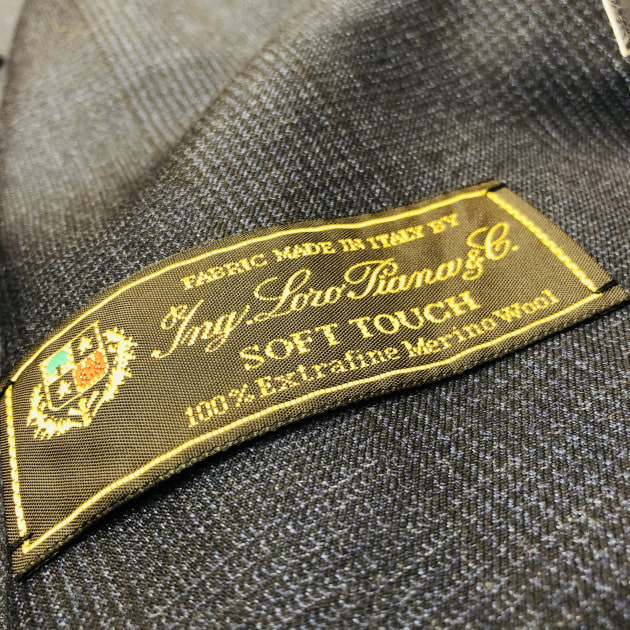 FABRIC MADE IN ITALY BY
Ing. Loro Piana & C.
SOFT TOUCH
100% Extrafine Merino Wool